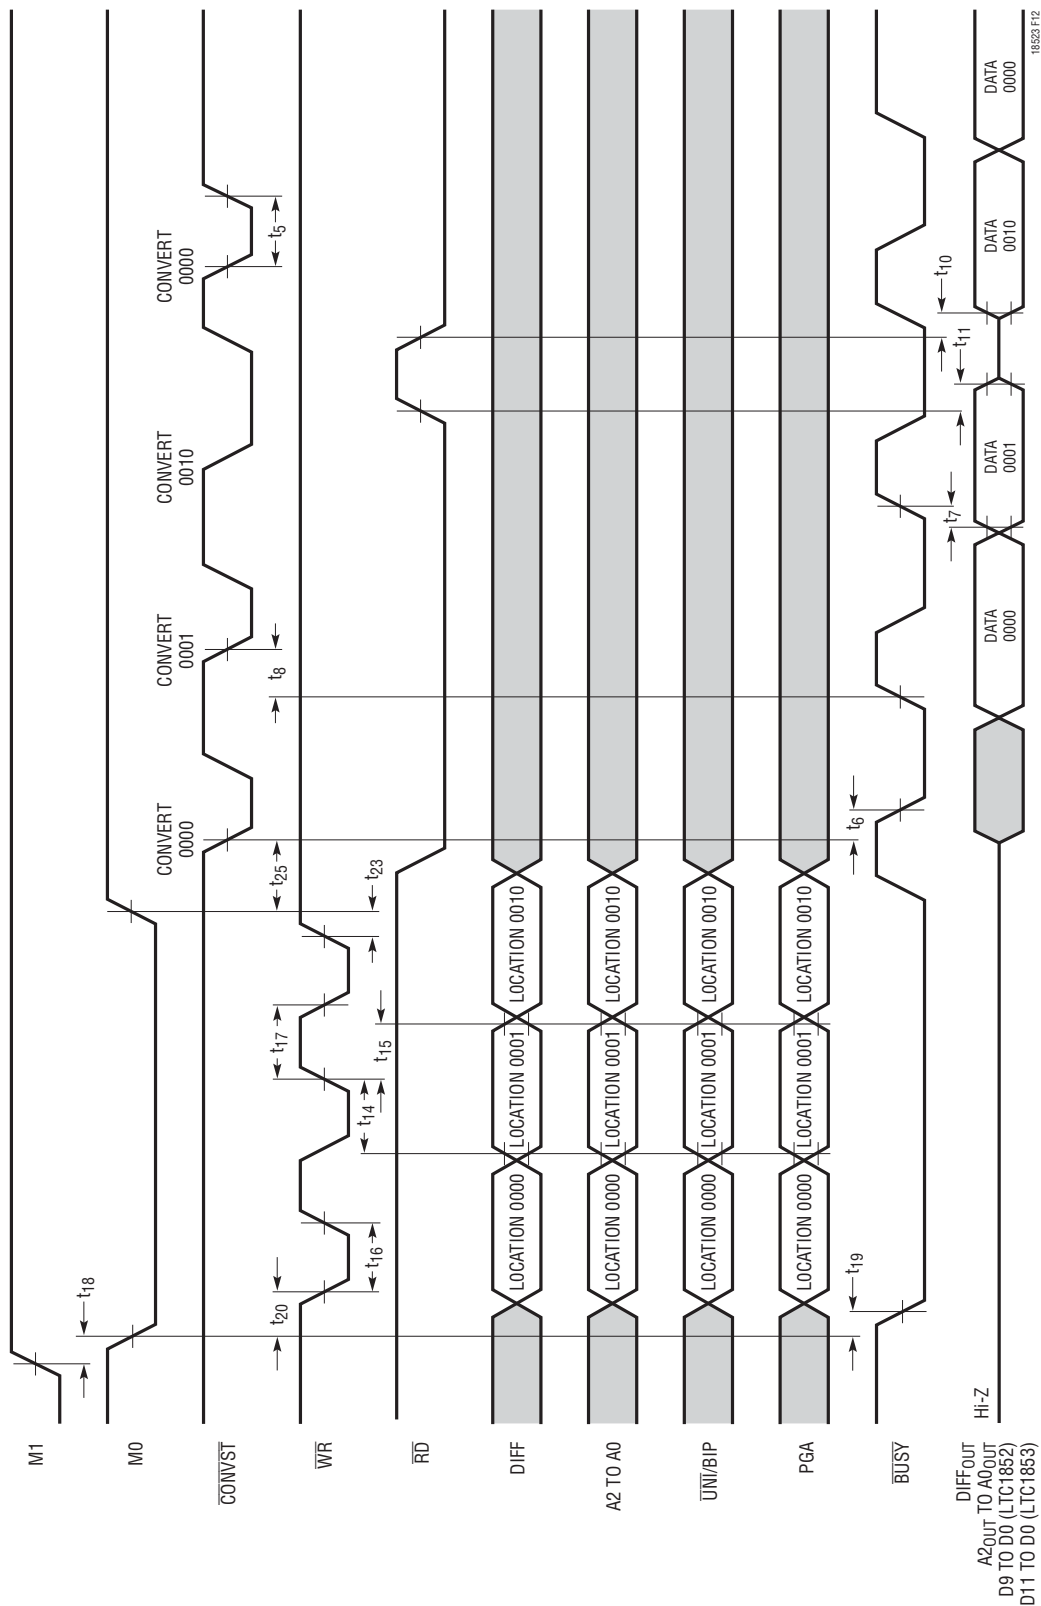 M1
t18
M0
CONVERT
0000
CONVERT
0001
CONVERT
0010
CONVERT
0000
CONVST
t25
t8
t5
t20
t17
WR
t16
t14
t15
t23
RD
DIFF
LOCATION 0000
LOCATION 0001
LOCATION 0010
A2 TO A0
LOCATION 0000
LOCATION 0001
LOCATION 0010
UNI/BIP
LOCATION 0000
LOCATION 0001
LOCATION 0010
PGA
LOCATION 0000
LOCATION 0001
LOCATION 0010
t19
t6
BUSY
t7
t11
t10
DIFFOUT
A2OUT TO A0OUT
D9 TO D0 (LTC1852)
D11 TO D0 (LTC1853)
Hi-Z
DATA
0000
DATA
0001
DATA
0010
DATA
0000
18523 F12